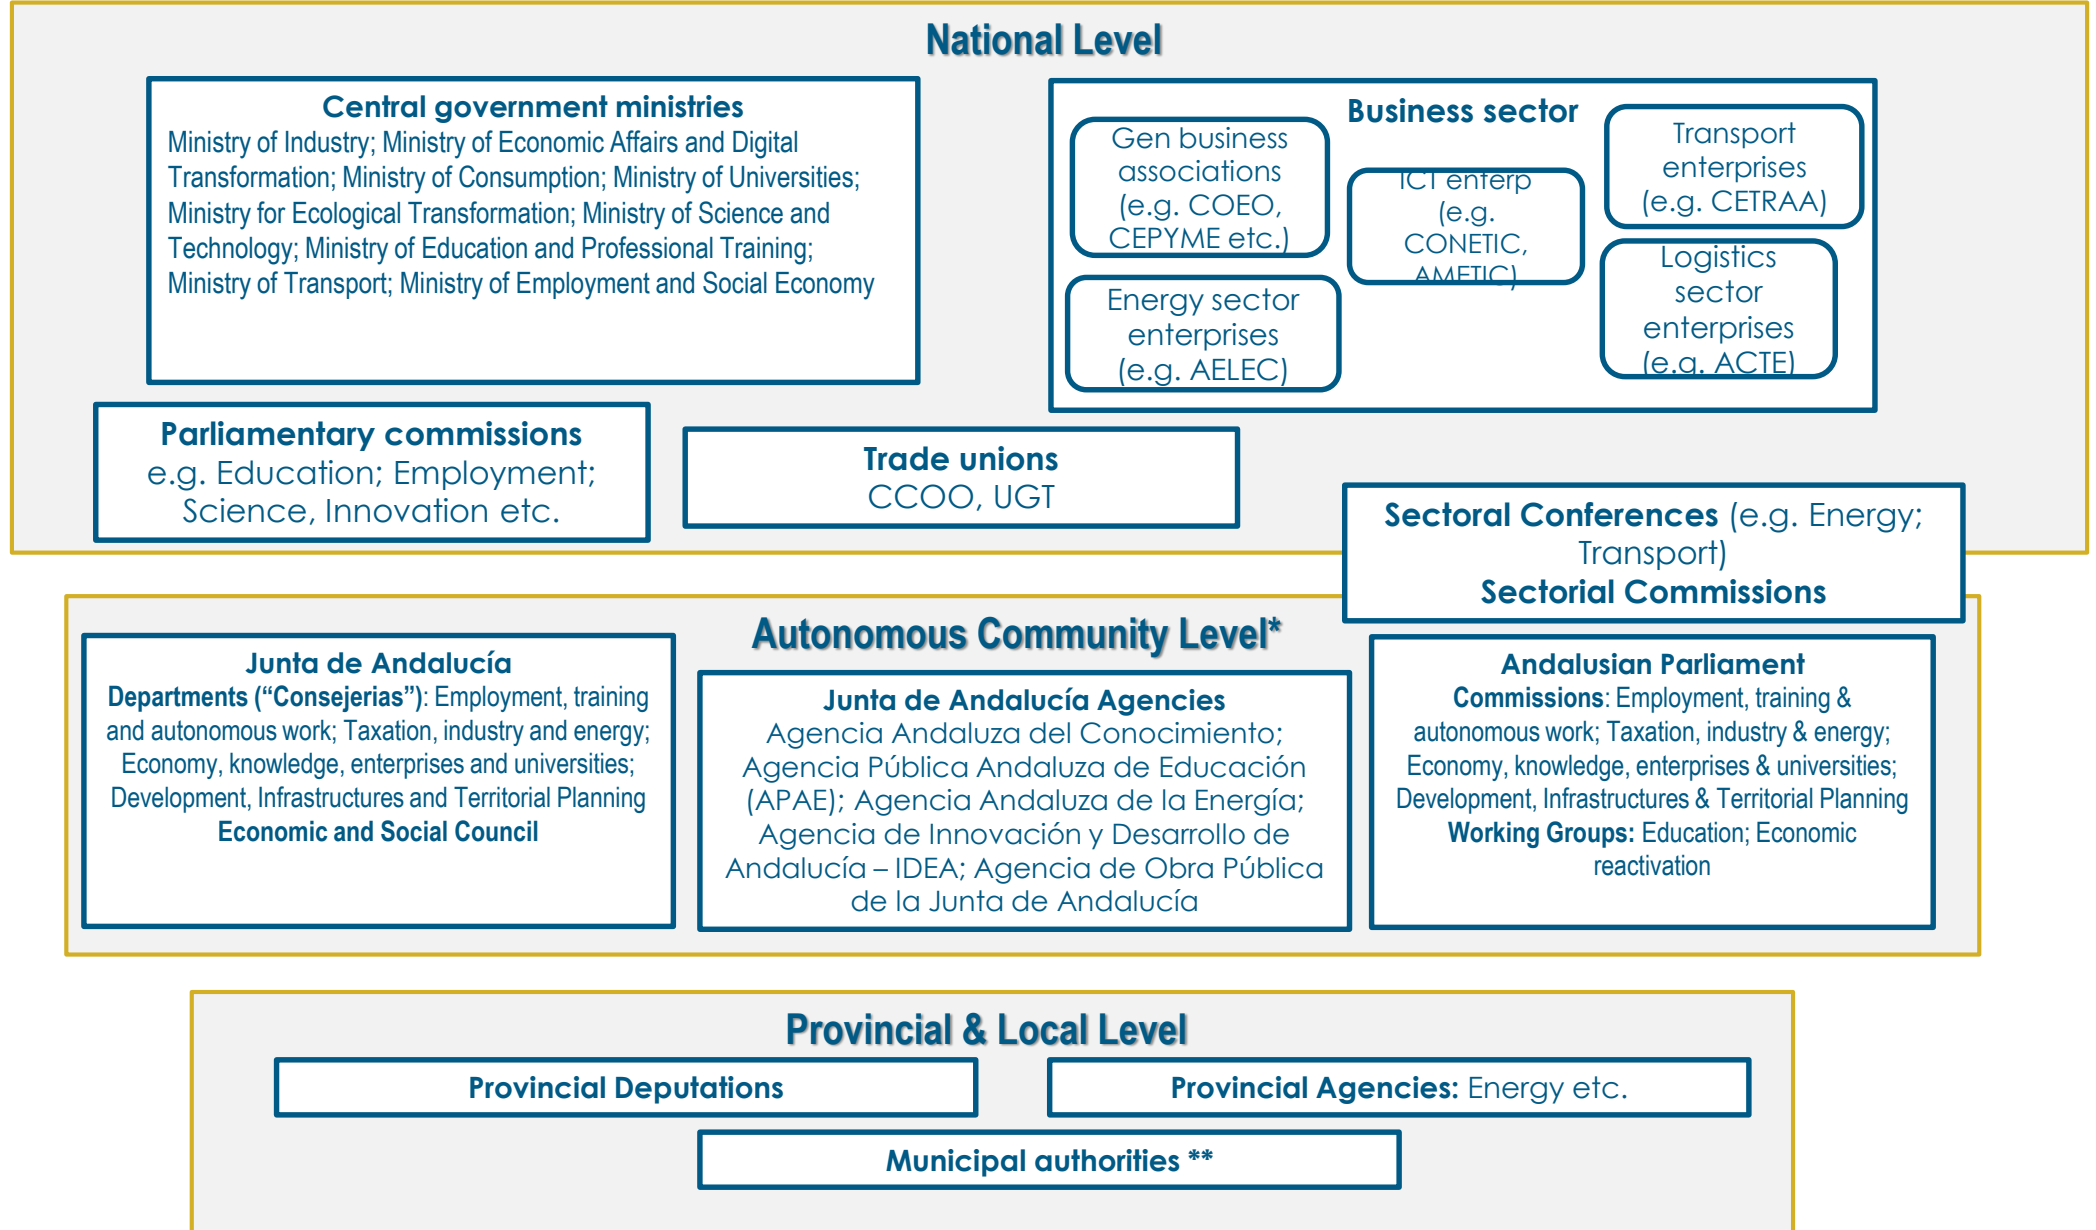 National Level
Central government ministries
Ministry of Industry; Ministry of Economic Affairs and Digital
Transformation; Ministry of Consumption; Ministry of Universities;
Ministry for Ecological Transformation; Ministry of Science and
Technology; Ministry of Education and Professional Training;
Ministry of Transport; Ministry of Employment and Social Economy
Business sector
Gen business
associations
(e.g. COEO,
CEPYME etc.)
ICT enterp
(e.g.
CONETIC,
AMETIC)
Transport
enterprises
(e.g. CETRAA)
Energy sector
enterprises
(e.g. AELEC)
Logistics
sector
enterprises
(e.g. ACTE)
Parliamentary commissions
e.g. Education; Employment;
Science, Innovation etc.
Trade unions
CCOO, UGT
Sectoral Conferences (e.g. Energy;
Transport)
Sectorial Commissions
Autonomous Community Level*
Junta de Andalucía
Departments (“Consejerias”): Employment, training
and autonomous work; Taxation, industry and energy;
Economy, knowledge, enterprises and universities;
Development, Infrastructures and Territorial Planning
Economic and Social Council
Junta de Andalucía Agencies
Agencia Andaluza del Conocimiento;
Agencia Pública Andaluza de Educación
(APAE); Agencia Andaluza de la Energía;
Agencia de Innovación y Desarrollo de
Andalucía – IDEA; Agencia de Obra Pública
de la Junta de Andalucía
Andalusian Parliament
Commissions: Employment, training &
autonomous work; Taxation, industry & energy;
Economy, knowledge, enterprises & universities;
Development, Infrastructures & Territorial Planning
Working Groups: Education; Economic
reactivation
Provincial & Local Level
Provincial Deputations
Provincial Agencies: Energy etc.
Municipal authorities **